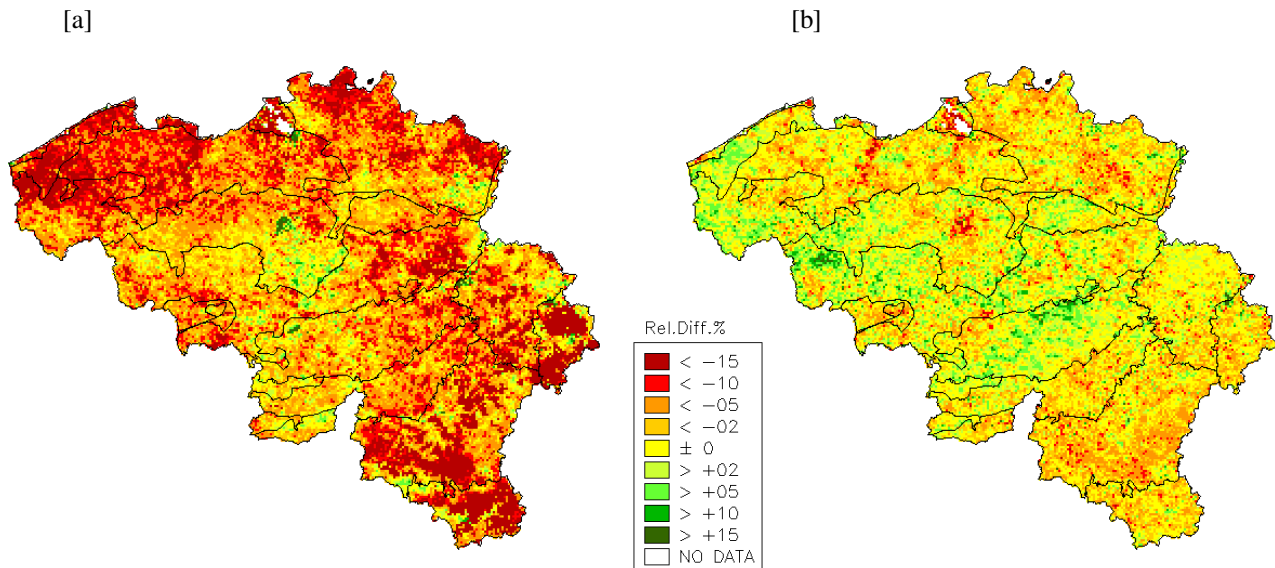 [a]
[b]
Rel.Diff.%
< -15
< -10
< -05
< -02
± 0
> +02
> +05
> +10
> +15
NO DATA